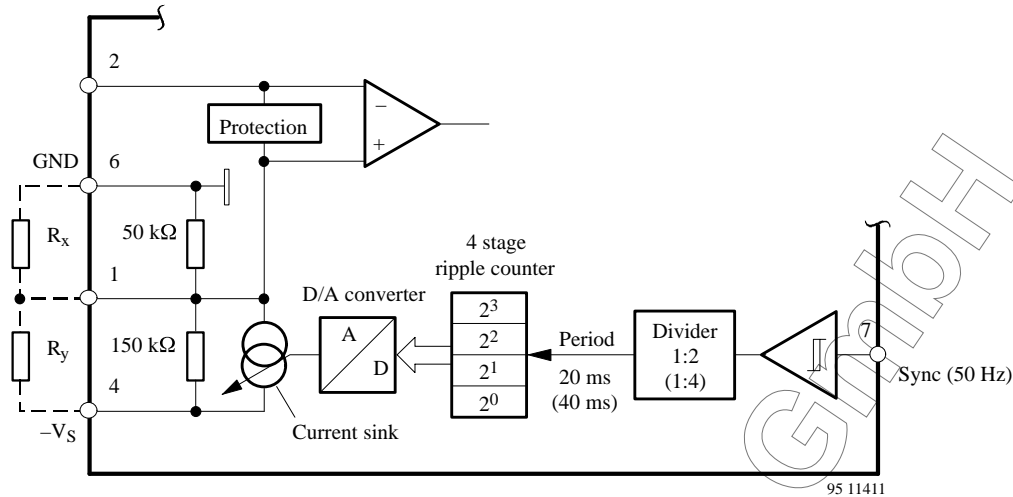 2
Protection
−
+
GND
6
Rx
50 kΩ
1
Ry
150 kΩ
4
–VS
Current sink
D/A converter
A
D
4 stage
ripple counter
2³
2²
2¹
2⁰
Period
20 ms
(40 ms)
Divider
1:2
(1:4)
7
Sync (50 Hz)
GmbH
95 11411